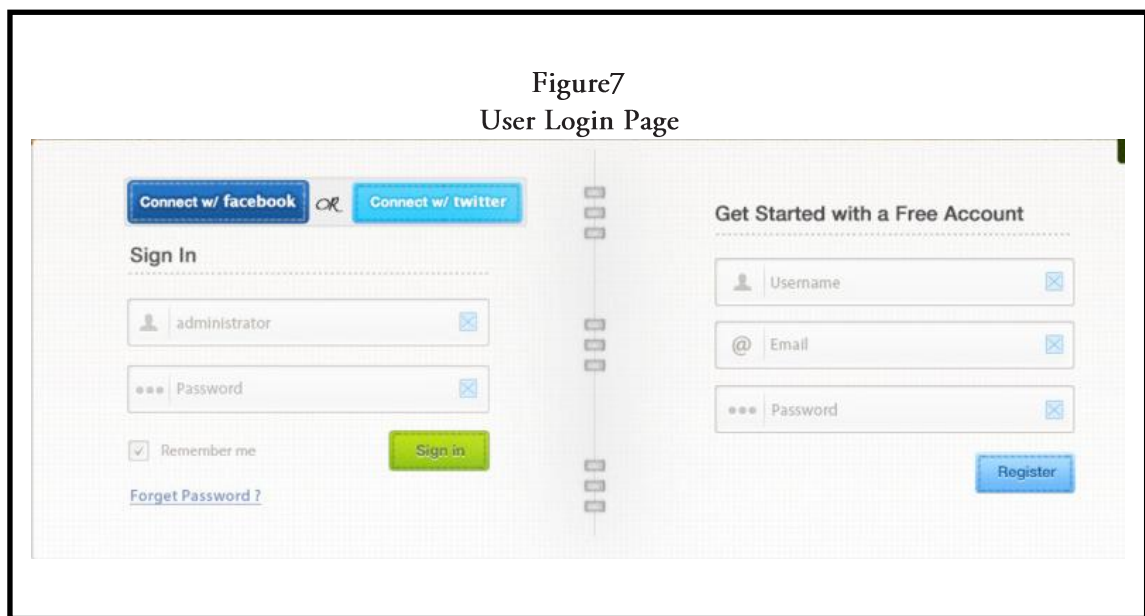 Figure7
User Login Page
Connect w/ facebook OR Connect w/ twitter
Sign In
administrator
Password
Remember me
Sign in
Forget Password ?
Get Started with a Free Account
Username
@ Email
Password
Register